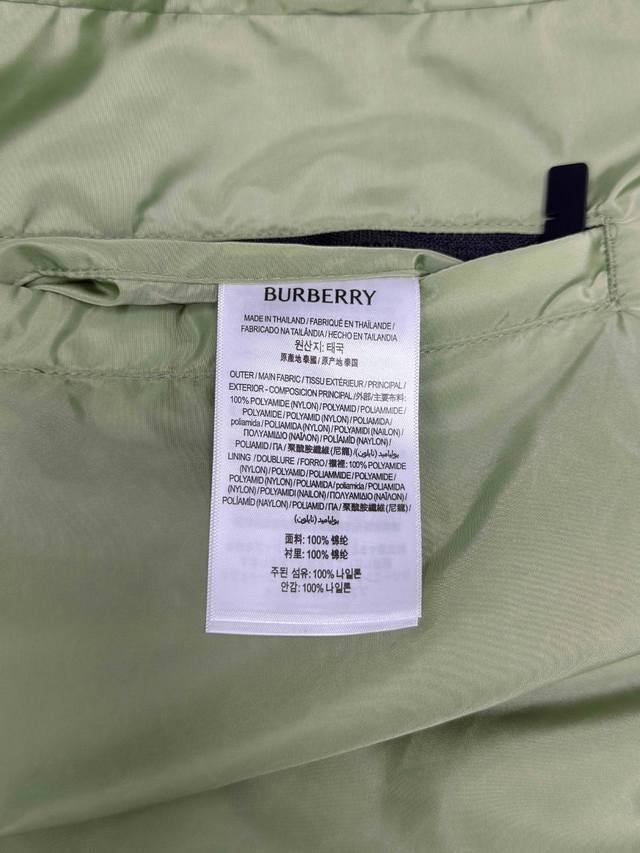 BURBERRY
MADE IN THAILAND / FABRIQUÉ EN THAÏLANDE /
FABRICADO NA TAILÂNDIA / HECHO EN TAILANDIA
원산지: 태국
原產地 泰國 / 原产地 泰国
OUTER / MAIN FABRIC / TISSU EXTÉRIEUR / PRINCIPAL /
EXTERIOR - COMPOSICIÓN PRINCIPAL /外部/主要布料:
100% POLYAMIDE (NYLON) / POLYAMID / POLIAMMIDE /
POLYAMIDE / POLYAMID (NYLON) / POLIAMIDA /
poliamida / POLIAMIDA (NYLON) / POLYAMIDI (NAILON) /
ΠΟΛΥΑΜΙΔΙΟ (ΝΑΪΛΟΝ) / POLÍAMÍÐ (NAYLON) /
POLIAMID / ПА / 聚酰胺纖維 (尼龍) /بولياميد (نايلون)
LINING / DOUBLURE / FORRO / 襯裡: 100% POLYAMIDE
(NYLON) / POLYAMID / POLIAMMIDE / POLYAMIDE /
POLYAMID (NYLON) / POLIAMIDA / poliamida / POLIAMIDA
(NYLON) / POLYAMIDI (NAILON) / ΠΟΛΥΑΜΙΔΙΟ (ΝΑΪΛΟΝ) /
POLÍAMÍÐ (NAYLON) / POLIAMID / ПА / 聚酰胺纖維 (尼龍) /
بولياميد (نايلون)
面料: 100% 锦纶
衬里: 100% 锦纶
주된 섬유: 100% 나일론
안감: 100% 나일론